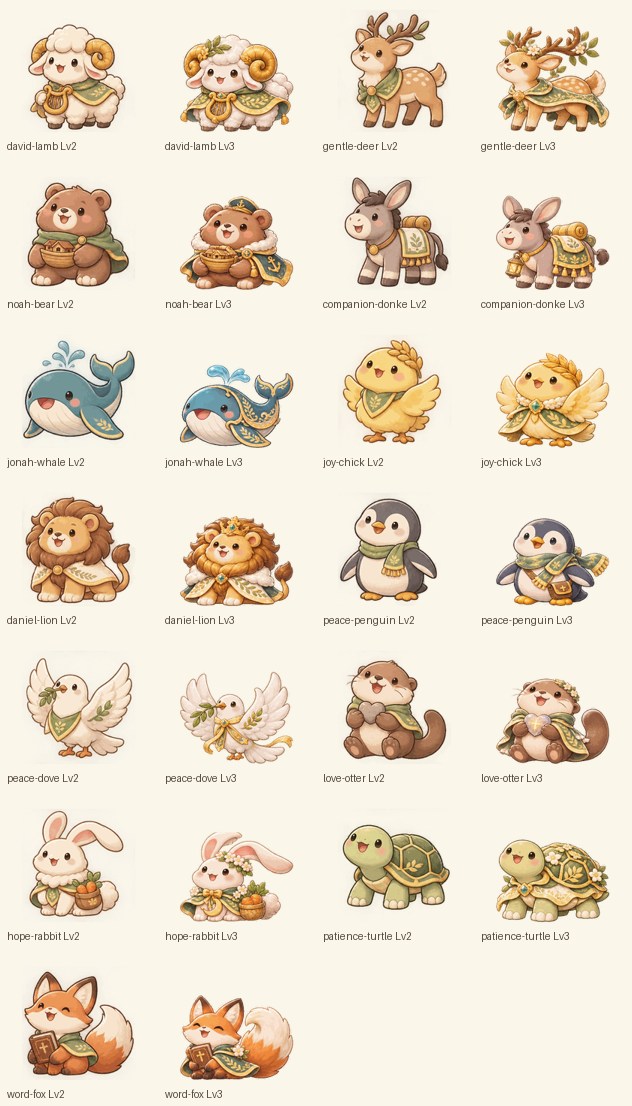 david-lamb Lv2
david-lamb Lv3
gentle-deer Lv2
gentle-deer Lv3
noah-bear Lv2
noah-bear Lv3
companion-donke Lv2
companion-donke Lv3
jonah-whale Lv2
jonah-whale Lv3
joy-chick Lv2
joy-chick Lv3
daniel-lion Lv2
daniel-lion Lv3
peace-penguin Lv2
peace-penguin Lv3
peace-dove Lv2
peace-dove Lv3
love-otter Lv2
love-otter Lv3
hope-rabbit Lv2
hope-rabbit Lv3
patience-turtle Lv2
patience-turtle Lv3
word-fox Lv2
word-fox Lv3